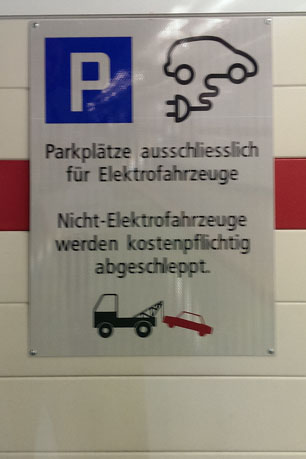 P
Parkplätze ausschliesslich
für Elektrofahrzeuge
Nicht-Elektrofahrzeuge
werden kostenpflichtig
abgeschleppt.